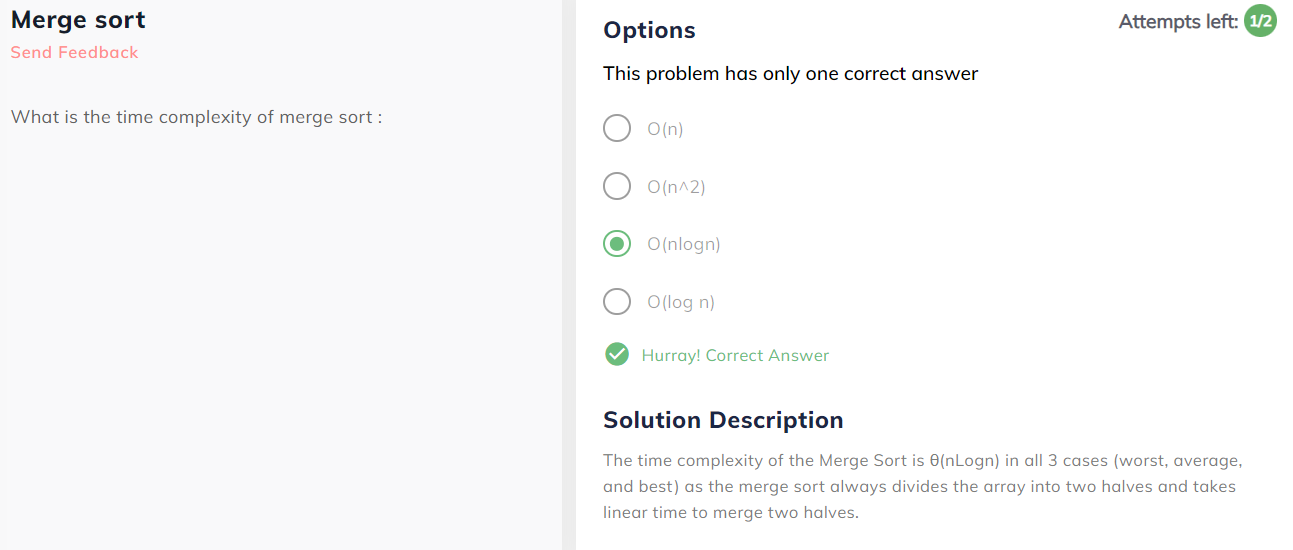 Merge sort
Send Feedback
What is the time complexity of merge sort :
Options
Attempts left: 1/2
This problem has only one correct answer
O(n)
O(n^2)
O(nlogn)
O(log n)
Hurray! Correct Answer
Solution Description
The time complexity of the Merge Sort is θ(nLogn) in all 3 cases (worst, average,
and best) as the merge sort always divides the array into two halves and takes
linear time to merge two halves.